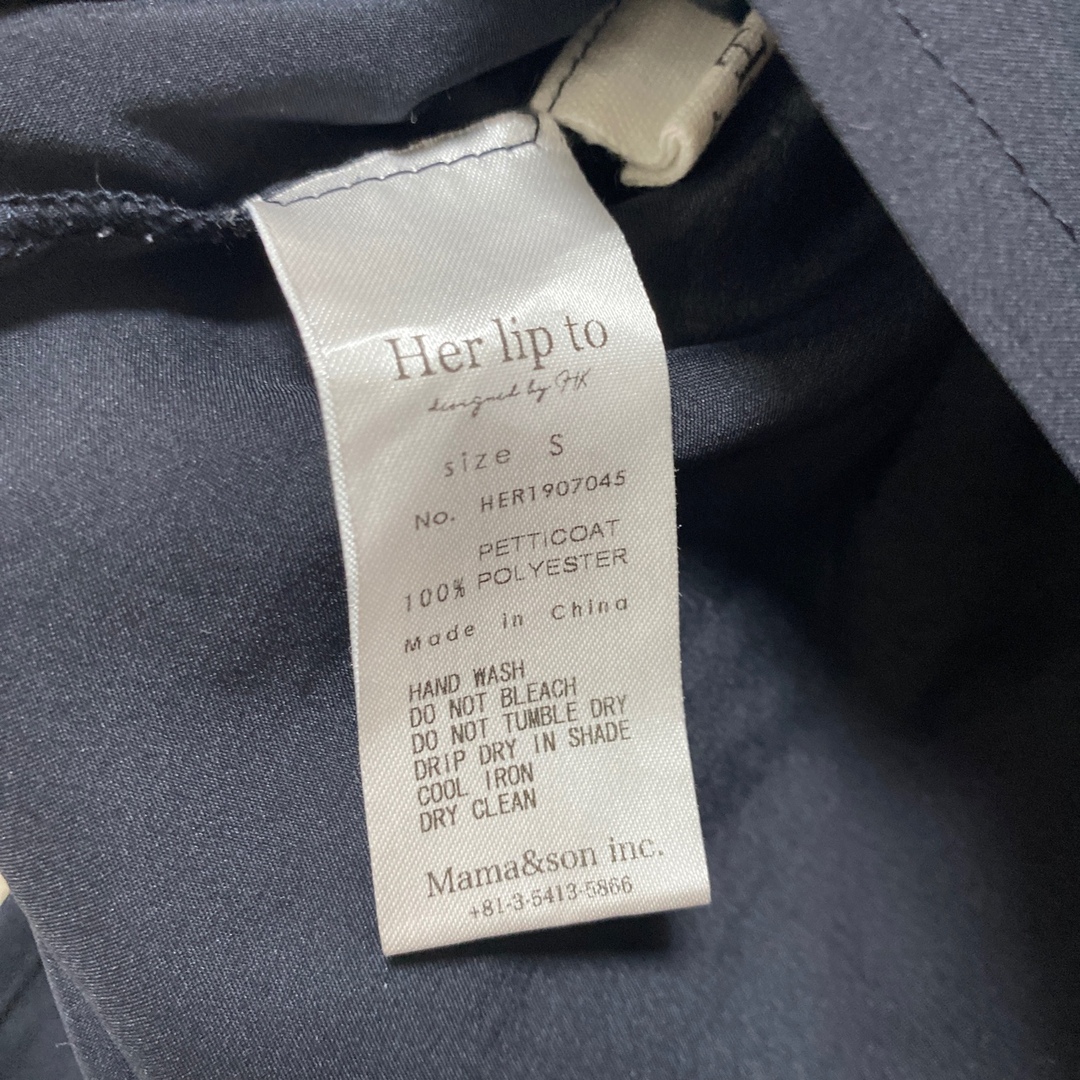 Her lip to
designed by HK
size S
No. HER1907045
PETTICOAT
100% POLYESTER
Made in China
HAND WASH
DO NOT BLEACH
DO NOT TUMBLE DRY
DRIP DRY IN SHADE
COOL IRON
DRY CLEAN
Mama&son inc.
+81-3-5413-5866